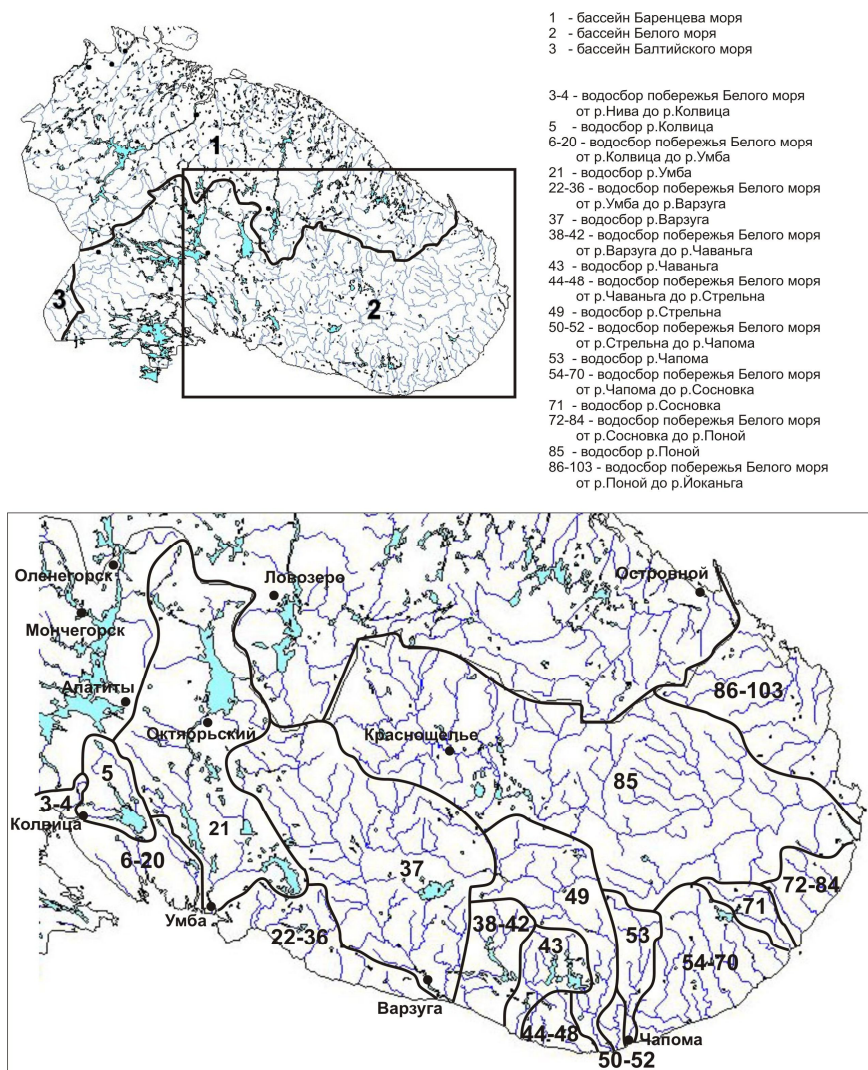 1 - бассейн Баренцева моря
2 - бассейн Белого моря
3 - бассейн Балтийского моря
3-4 - водосбор побережья Белого моря
от р.Нива до р.Колвица
5 - водосбор р.Колвица
6-20 - водосбор побережья Белого моря
от р.Колвица до р.Умба
21 - водосбор р.Умба
22-36 - водосбор побережья Белого моря
от р.Умба до р.Варзуга
37 - водосбор р.Варзуга
38-42 - водосбор побережья Белого моря
от р.Варзуга до р.Чаваньга
43 - водосбор р.Чаваньга
44-48 - водосбор побережья Белого моря
от р.Чаваньга до р.Стрельна
49 - водосбор р.Стрельна
50-52 - водосбор побережья Белого моря
от р.Стрельна до р.Чапома
53 - водосбор р.Чапома
54-70 - водосбор побережья Белого моря
от р.Чапома до р.Сосновка
71 - водосбор р.Сосновка
72-84 - водосбор побережья Белого моря
от р.Сосновка до р.Поной
85 - водосбор р.Поной
86-103 - водосбор побережья Белого моря
от р.Поной до р.Йоканьга
1
2
3
Оленегорск
Ловозеро
Островной
Мончегорск
Апатиты
86-103
Октябрьский
Краснощелье
5
85
3-4
Колвица
21
6-20
37
72-84
49
71
Умба
38-42
22-36
43
53
54-70
Варзуга
44-48
Чапома
50-52